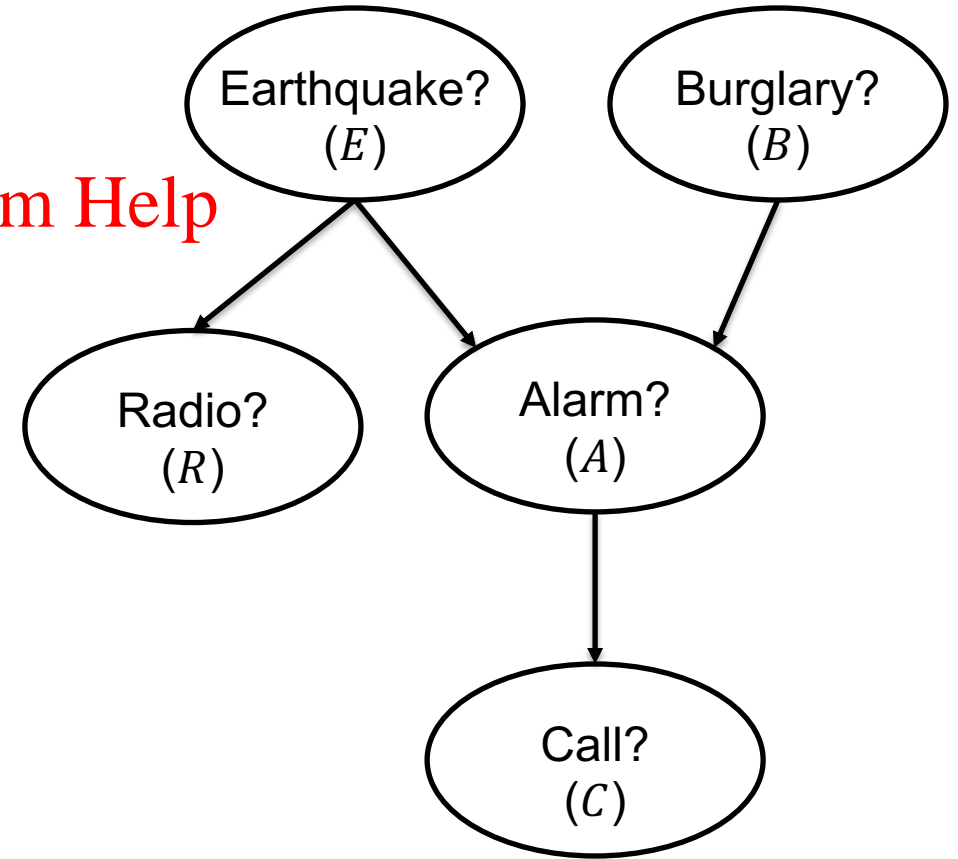 Earthquake?
(E)
Burglary?
(B)
m Help
Radio?
(R)
Alarm?
(A)
Call?
(C)